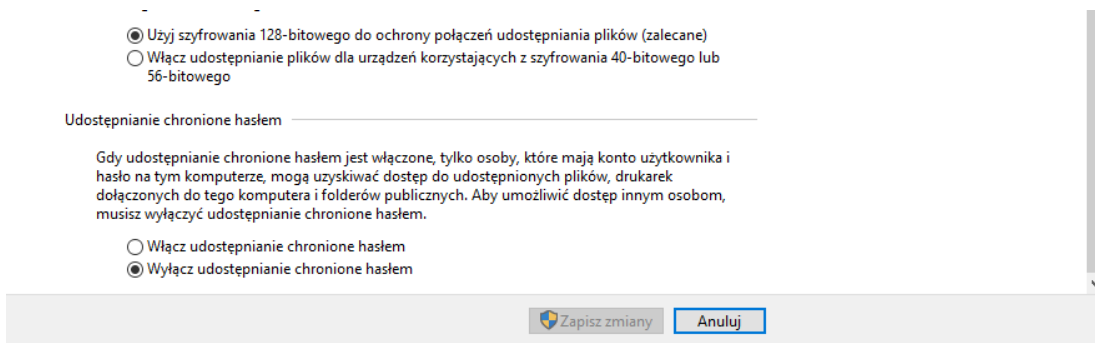 Użyj szyfrowania 128-bitowego do ochrony połączeń udostępniania plików (zalecane)
Włącz udostępnianie plików dla urządzeń korzystających z szyfrowania 40-bitowego lub
56-bitowego
Udostępnianie chronione hasłem
Gdy udostępnianie chronione hasłem jest włączone, tylko osoby, które mają konto użytkownika i
hasło na tym komputerze, mogą uzyskiwać dostęp do udostępnionych plików, drukarek
dołączonych do tego komputera i folderów publicznych. Aby umożliwić dostęp innym osobom,
musisz wyłączyć udostępnianie chronione hasłem.
Włącz udostępnianie chronione hasłem
Wyłącz udostępnianie chronione hasłem
Zapisz zmiany
Anuluj